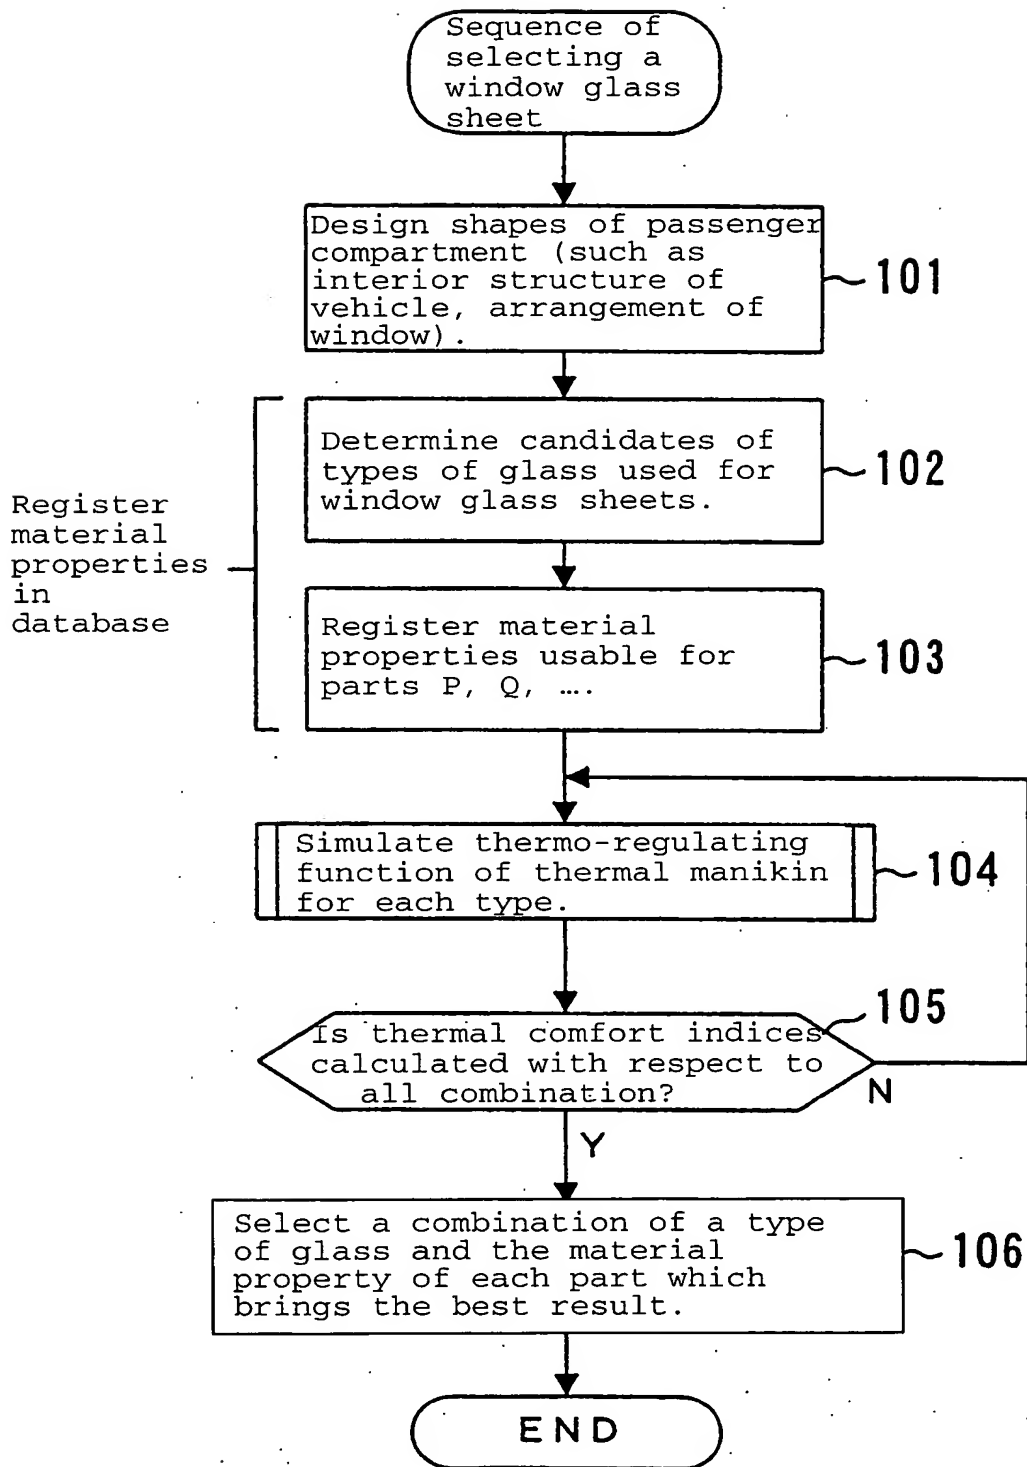 Sequence of
selecting a
window glass
sheet
Design shapes of passenger
compartment (such as
interior structure of
vehicle, arrangement of
window).
101
Determine candidates of
types of glass used for
window glass sheets.
102
Register
material
properties
in
database
Register material
properties usable for
parts P, Q, ….
103
Simulate thermo-regulating
function of thermal manikin
for each type.
104
105
Is thermal comfort indices
calculated with respect to
all combination?
N
Y
Select a combination of a type
of glass and the material
property of each part which
brings the best result.
106
END